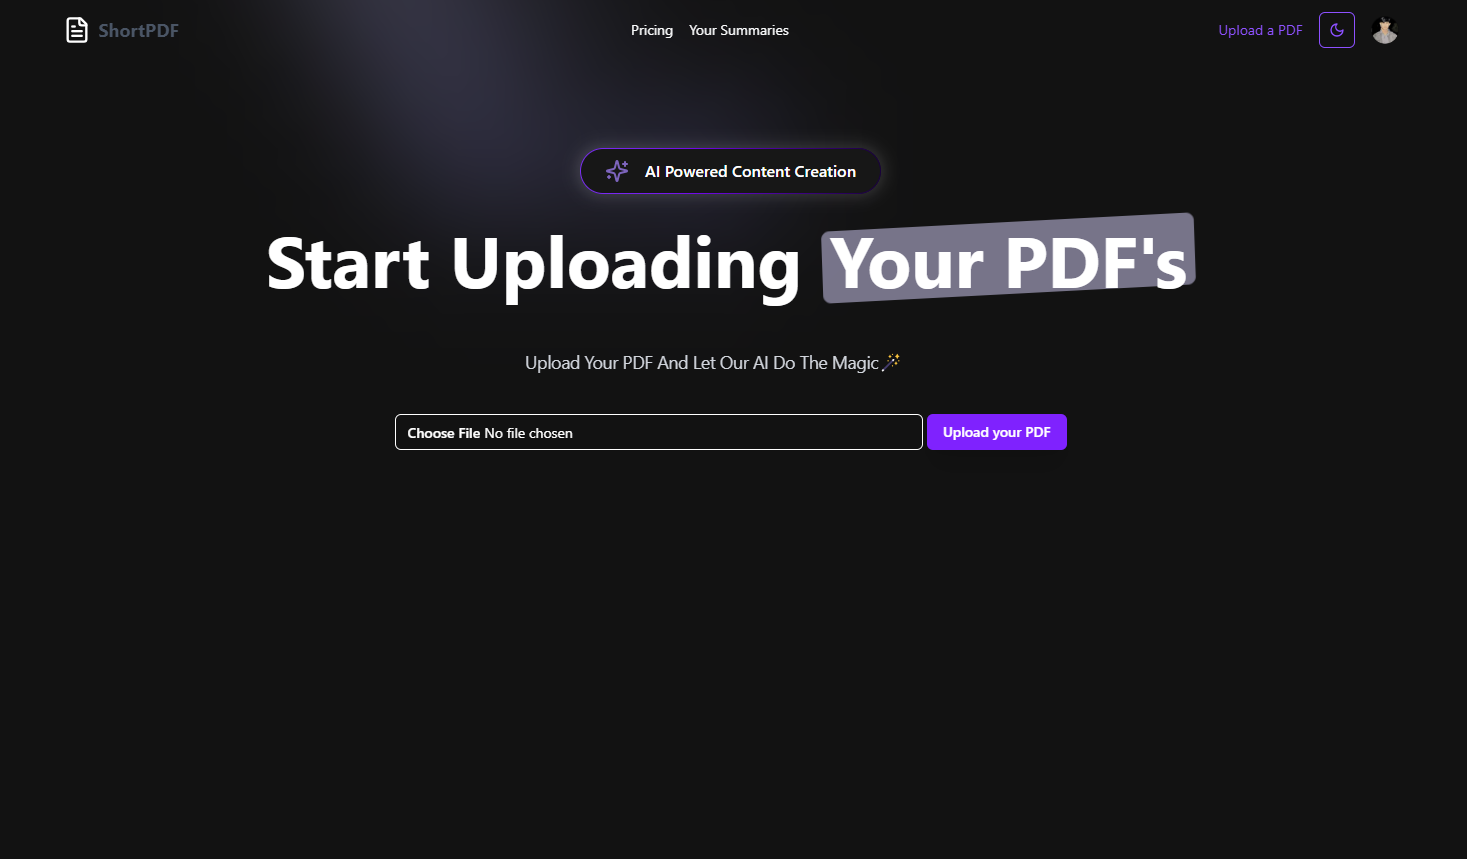 ShortPDF
Pricing Your Summaries
Upload a PDF
AI Powered Content Creation
Start Uploading Your PDF's
Upload Your PDF And Let Our AI Do The Magic🪄
Choose File No file chosen
Upload your PDF